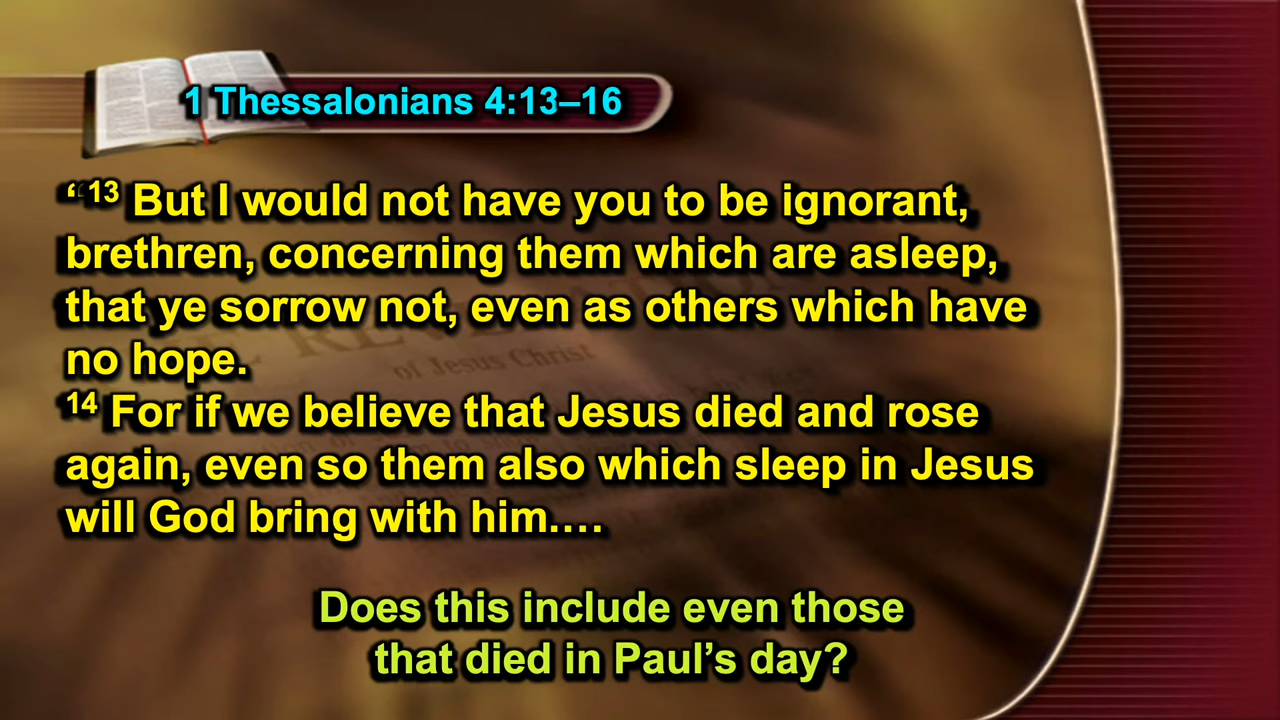 1 Thessalonians 4:13–16
“¹³ But I would not have you to be ignorant,
brethren, concerning them which are asleep,
that ye sorrow not, even as others which have
no hope.
¹⁴ For if we believe that Jesus died and rose
again, even so them also which sleep in Jesus
will God bring with him.…
of Jesus Christ
Does this include even those
that died in Paul’s day?